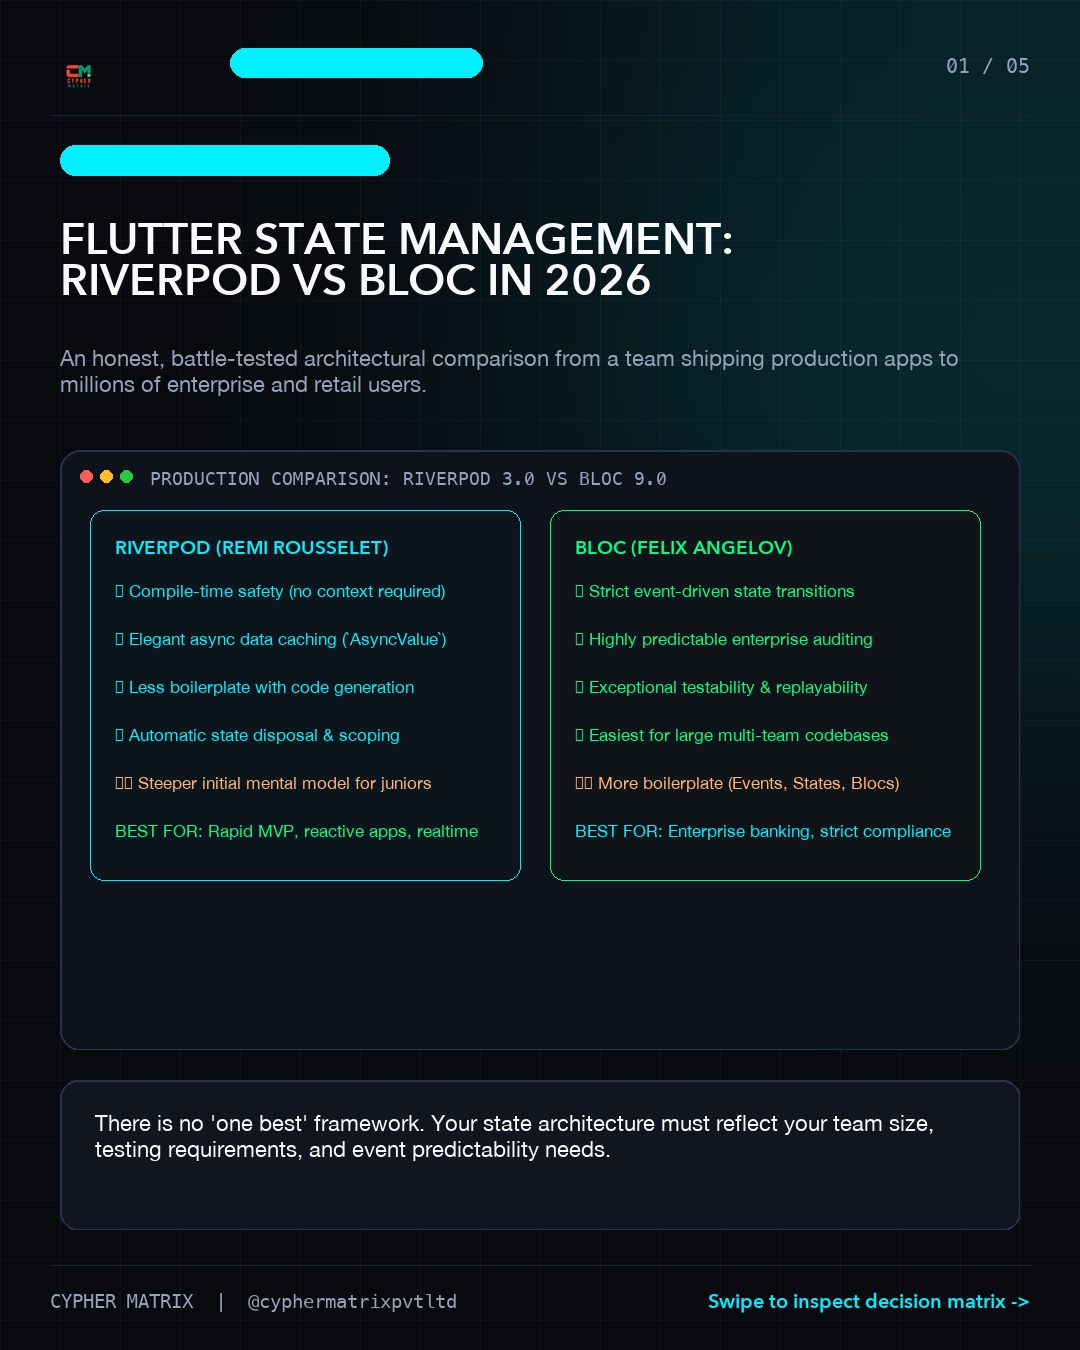 CM
CYPHER
MATRIX
01 / 05
FLUTTER STATE MANAGEMENT:
RIVERPOD VS BLOC IN 2026
An honest, battle-tested architectural comparison from a team shipping production apps to
millions of enterprise and retail users.
PRODUCTION COMPARISON: RIVERPOD 3.0 VS BLOC 9.0
RIVERPOD (REMI ROUSSELET)
Compile-time safety (no context required)
Elegant async data caching (`AsyncValue`)
Less boilerplate with code generation
Automatic state disposal & scoping
Steeper initial mental model for juniors
BEST FOR: Rapid MVP, reactive apps, realtime
BLOC (FELIX ANGELOV)
Strict event-driven state transitions
Highly predictable enterprise auditing
Exceptional testability & replayability
Easiest for large multi-team codebases
More boilerplate (Events, States, Blocs)
BEST FOR: Enterprise banking, strict compliance
There is no 'one best' framework. Your state architecture must reflect your team size,
testing requirements, and event predictability needs.
CYPHER MATRIX | @cyphermatrixpvtltd
Swipe to inspect decision matrix ->